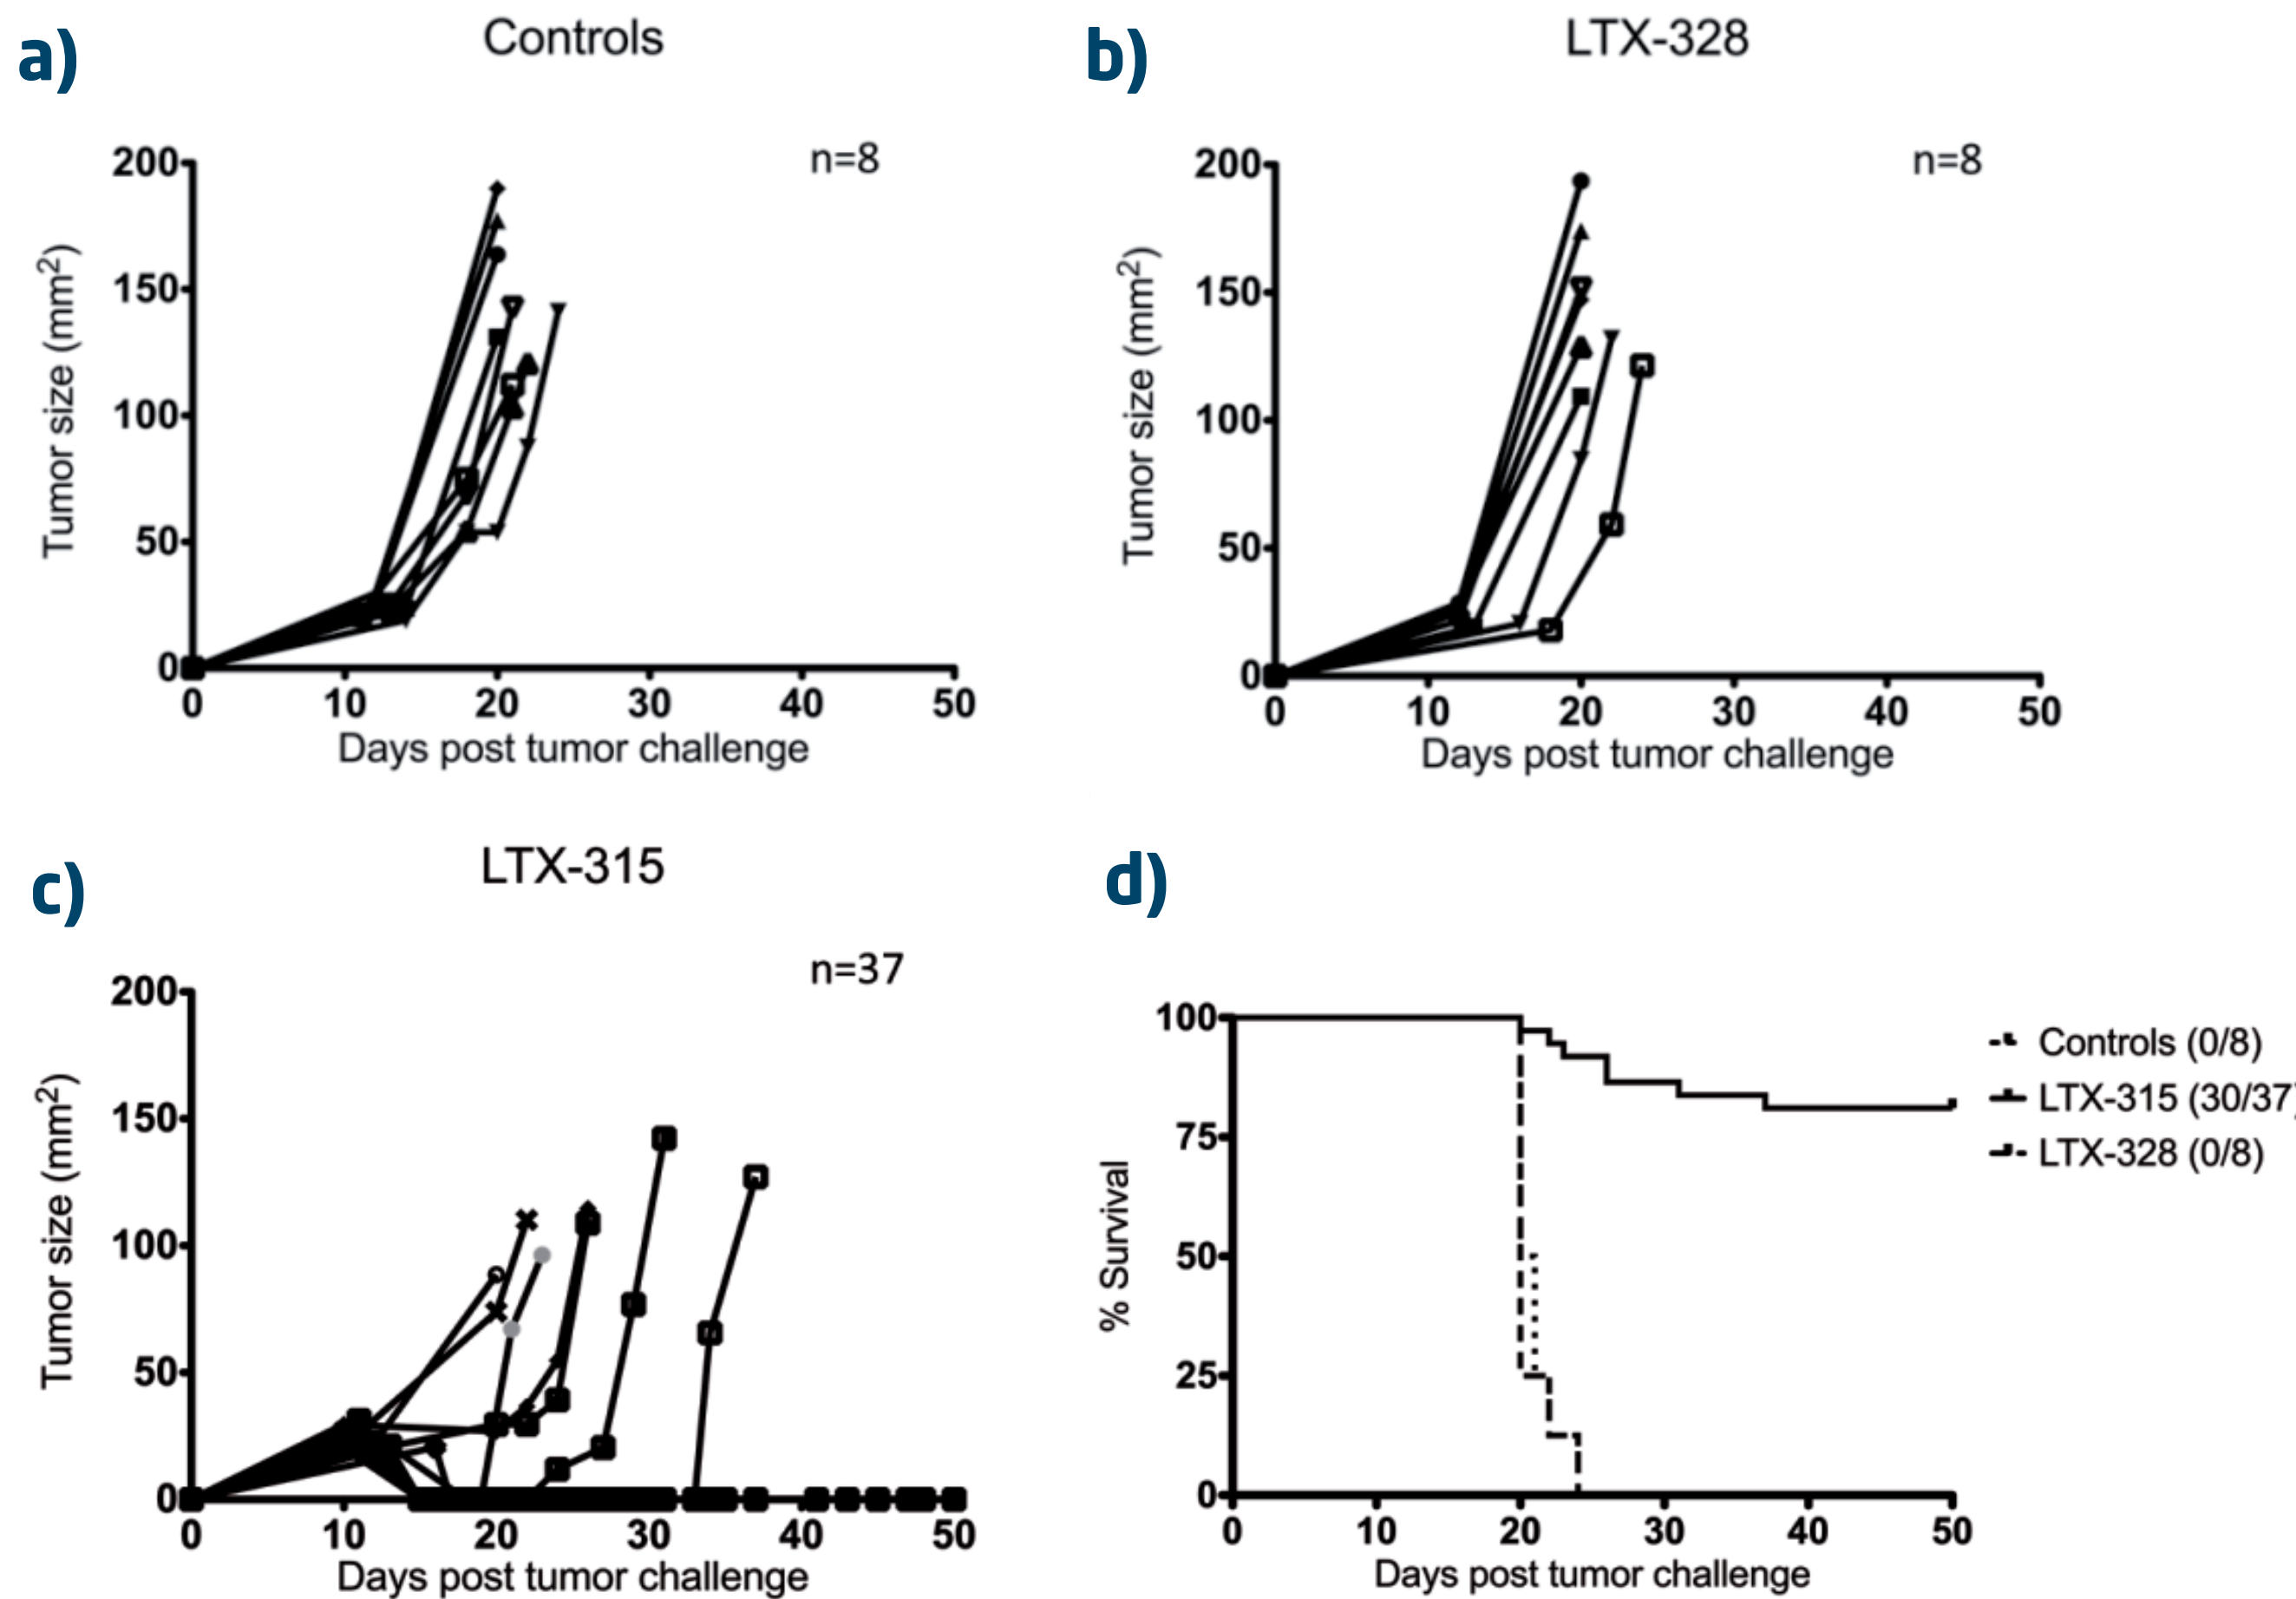 a)
Controls
n=8
Tumor size (mm²)
200
150
100
50
0
0 10 20 30 40 50
Days post tumor challenge
b)
LTX-328
n=8
Tumor size (mm²)
200
150
100
50
0
0 10 20 30 40 50
Days post tumor challenge
c)
LTX-315
n=37
Tumor size (mm²)
200
150
100
50
0
0 10 20 30 40 50
Days post tumor challenge
d)
% Survival
100
75
50
25
0
0 10 20 30 40 50
Days post tumor challenge
Controls (0/8)
LTX-315 (30/37)
LTX-328 (0/8)